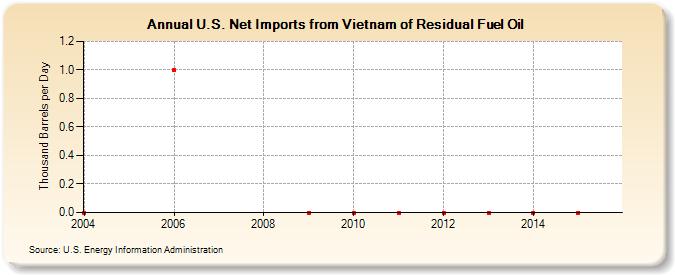 Annual U.S. Net Imports from Vietnam of Residual Fuel Oil
Thousand Barrels per Day
1.2
1.0
0.8
0.6
0.4
0.2
0.0
2004 2006 2008 2010 2012 2014
Source: U.S. Energy Information Administration